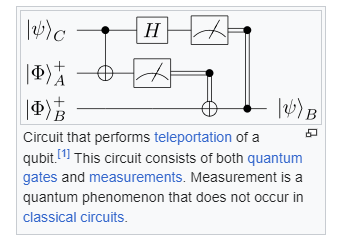 |ψ⟩C H
|Φ⟩A+
|Φ⟩B+ |ψ⟩B
Circuit that performs teleportation of a
qubit.[1] This circuit consists of both quantum
gates and measurements. Measurement is a
quantum phenomenon that does not occur in
classical circuits.